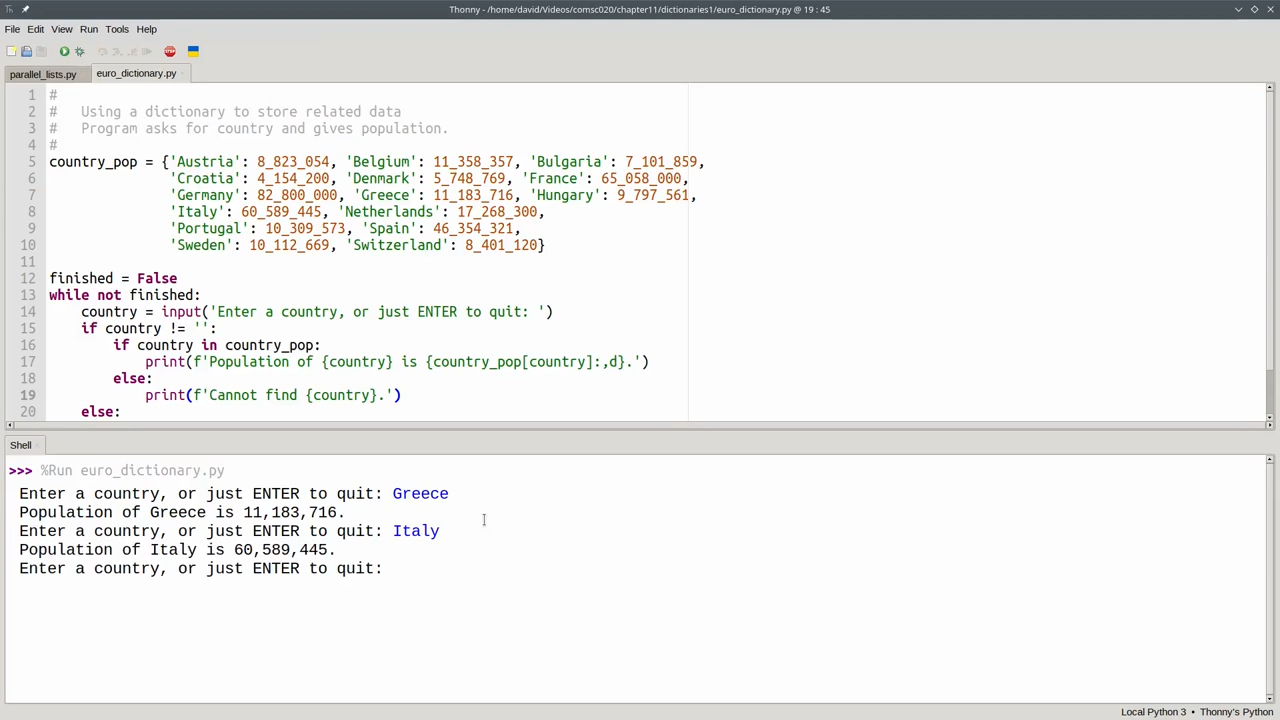 Thonny - /home/david/Videos/comsc020/chapter11/dictionaries1/euro_dictionary.py @ 19 : 45
File Edit View Run Tools Help
STOP
parallel_lists.py euro_dictionary.py
1 #
2 #   Using a dictionary to store related data
3 #   Program asks for country and gives population.
4 #
5 country_pop = {'Austria': 8_823_054, 'Belgium': 11_358_357, 'Bulgaria': 7_101_859,
6                'Croatia': 4_154_200, 'Denmark': 5_748_769, 'France': 65_058_000,
7                'Germany': 82_800_000, 'Greece': 11_183_716, 'Hungary': 9_797_561,
8                'Italy': 60_589_445, 'Netherlands': 17_268_300,
9                'Portugal': 10_309_573, 'Spain': 46_354_321,
10                'Sweden': 10_112_669, 'Switzerland': 8_401_120}
11
12 finished = False
13 while not finished:
14     country = input('Enter a country, or just ENTER to quit: ')
15     if country != '':
16         if country in country_pop:
17             print(f'Population of {country} is {country_pop[country]:,d}.')
18         else:
19             print(f'Cannot find {country}.')
20     else:
Shell
>>> %Run euro_dictionary.py
Enter a country, or just ENTER to quit: Greece
Population of Greece is 11,183,716.
Enter a country, or just ENTER to quit: Italy
Population of Italy is 60,589,445.
Enter a country, or just ENTER to quit:
Local Python 3 • Thonny's Python